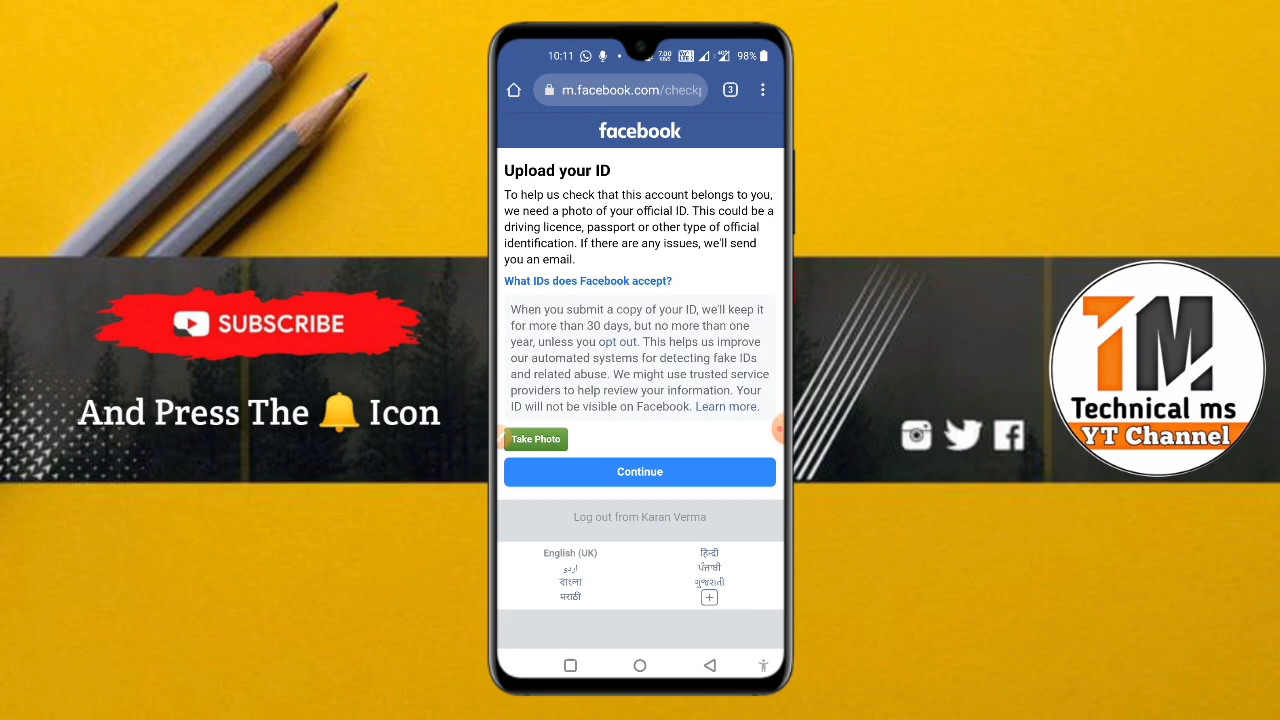 10:11
7.00
98%
m.facebook.com/checkp
3
facebook
Upload your ID
To help us check that this account belongs to you,
we need a photo of your official ID. This could be a
driving licence, passport or other type of official
identification. If there are any issues, we'll send
you an email.
What IDs does Facebook accept?
When you submit a copy of your ID, we'll keep it
for more than 30 days, but no more than one
year, unless you opt out. This helps us improve
our automated systems for detecting fake IDs
and related abuse. We might use trusted service
providers to help review your information. Your
ID will not be visible on Facebook. Learn more.
Take Photo
Continue
Log out from Karan Verma
English (UK)
हिन्दी
اردو
ਪੰਜਾਬੀ
বাংলা
ગુજરાતી
मराठी
SUBSCRIBE
And Press The 🔔 Icon
TM
Technical ms
YT Channel